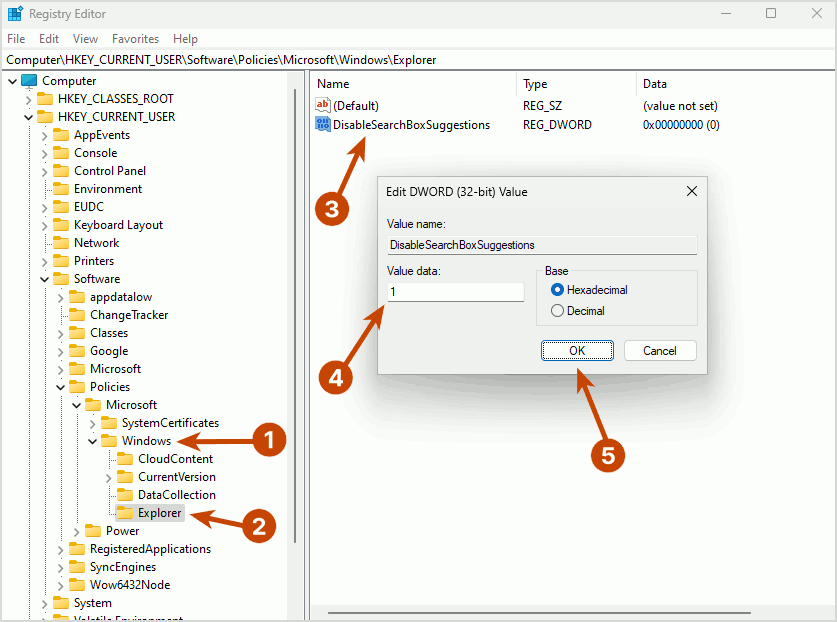 Registry Editor
File Edit View Favorites Help
Computer\HKEY_CURRENT_USER\Software\Policies\Microsoft\Windows\Explorer
Computer
HKEY_CLASSES_ROOT
HKEY_CURRENT_USER
AppEvents
Console
Control Panel
Environment
EUDC
Keyboard Layout
Network
Printers
Software
appdatalow
ChangeTracker
Classes
Google
Microsoft
Policies
Microsoft
SystemCertificates
Windows
1
CloudContent
CurrentVersion
DataCollection
Explorer
2
Power
RegisteredApplications
SyncEngines
Wow6432Node
System
Volatile Environment
Name Type Data
ab (Default) REG_SZ (value not set)
DisableSearchBoxSuggestions REG_DWORD 0x00000000 (0)
3
Edit DWORD (32-bit) Value
Value name:
DisableSearchBoxSuggestions
Value data:
1
Base
Hexadecimal
Decimal
4
OK Cancel
5